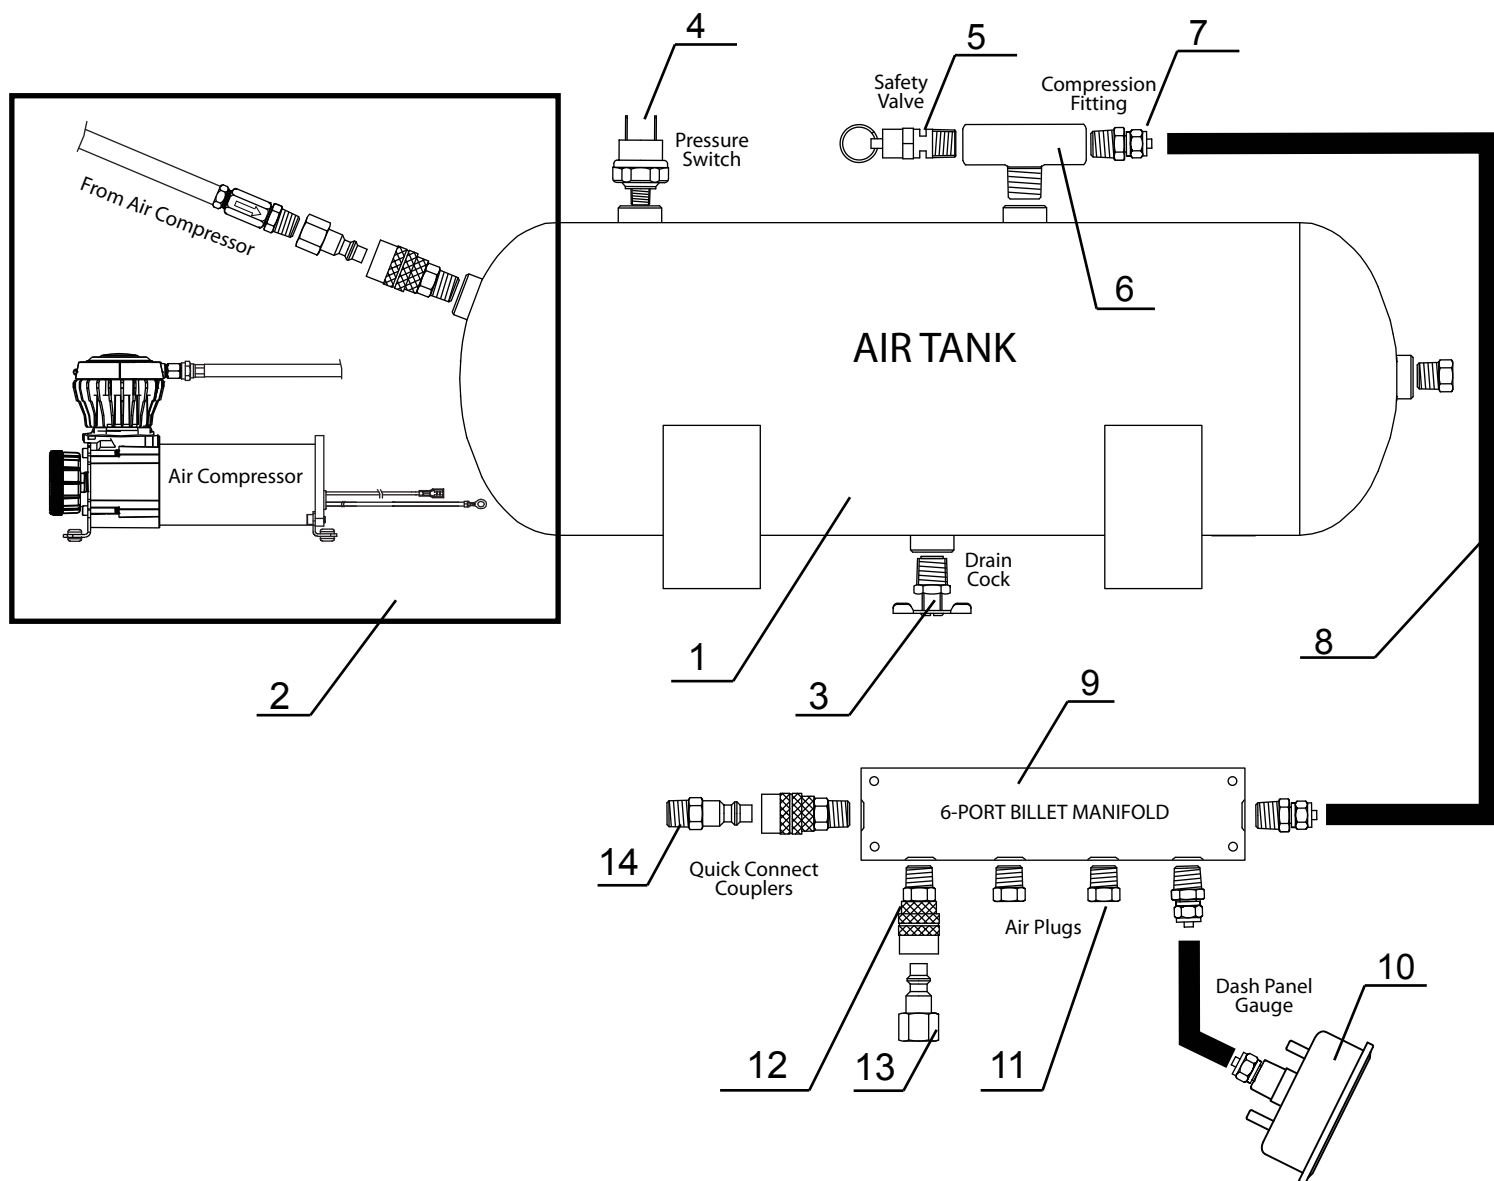 4
5
7
Safety
Valve
Compression
Fitting
Pressure
Switch
From Air Compressor
6
AIR TANK
Air Compressor
Drain
Cock
8
1
2
3
9
6-PORT BILLET MANIFOLD
14
Quick Connect
Couplers
Air Plugs
10
Dash Panel
Gauge
12
13
11